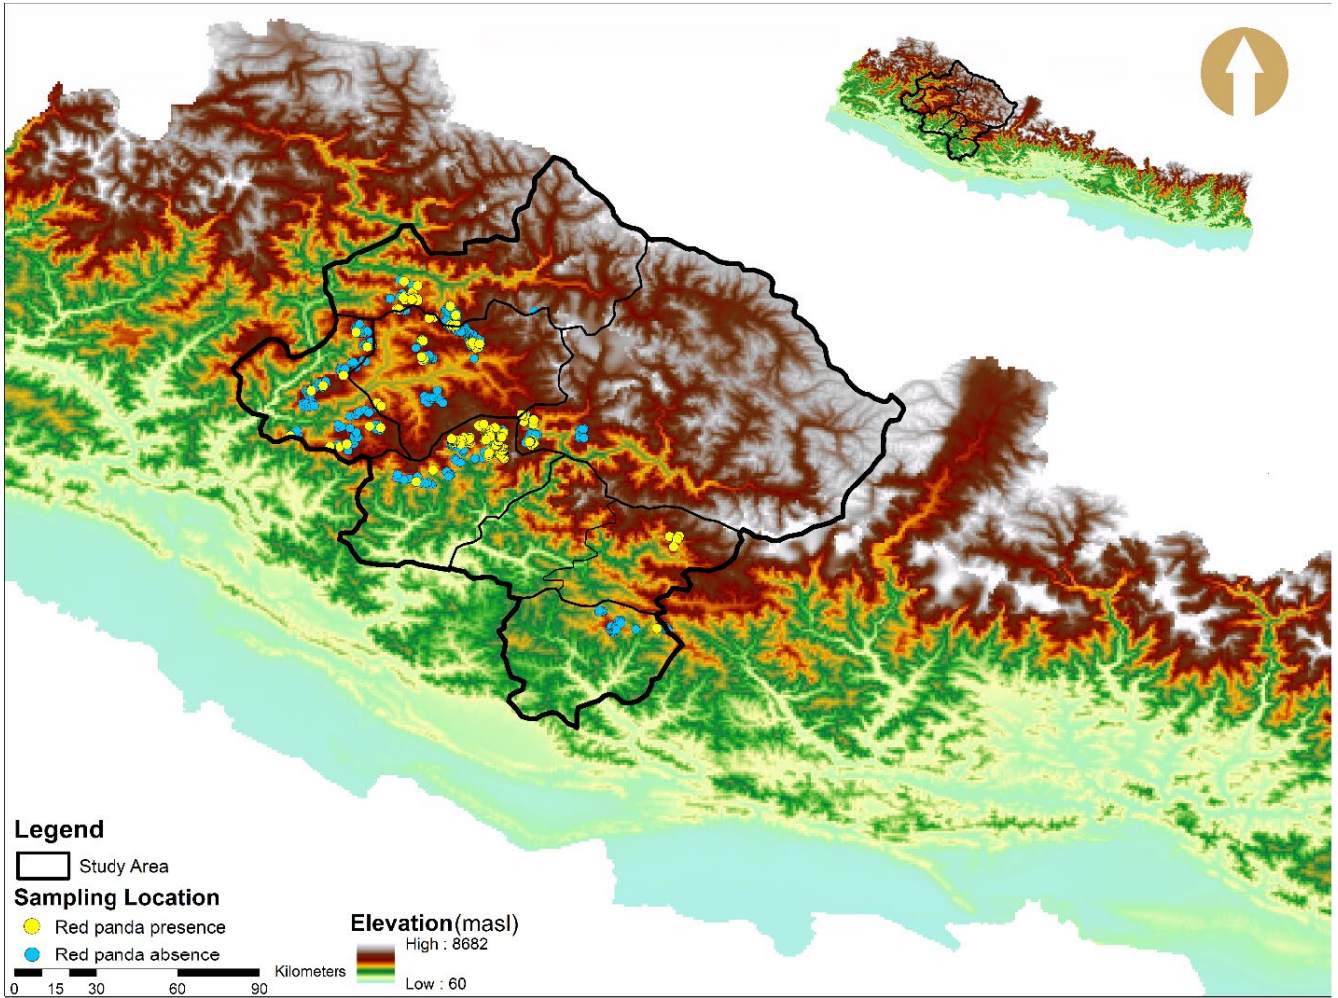 Legend
Study Area
Sampling Location
Red panda presence
Red panda absence
Kilometers
0 15 30 60 90
Elevation(masl)
High : 8682
Low : 60